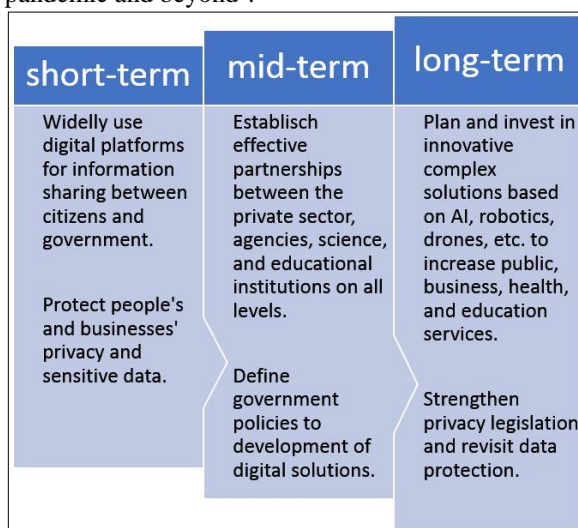 pandemic and beyond".
short-term
Widelly use
digital platforms
for information
sharing between
citizens and
government.
Protect people's
and businesses'
privacy and
sensitive data.
mid-term
Establisch
effective
partnerships
between the
private sector,
agencies, science,
and educational
institutions on all
levels.
Define
government
policies to
development of
digital solutions.
long-term
Plan and invest in
innovative
complex
solutions based
on AI, robotics,
drones, etc. to
increase public,
business, health,
and education
services.
Strengthen
privacy legislation
and revisit data
protection.